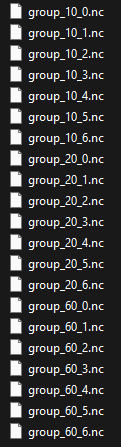 group_10_0.nc
group_10_1.nc
group_10_2.nc
group_10_3.nc
group_10_4.nc
group_10_5.nc
group_10_6.nc
group_20_0.nc
group_20_1.nc
group_20_2.nc
group_20_3.nc
group_20_4.nc
group_20_5.nc
group_20_6.nc
group_60_0.nc
group_60_1.nc
group_60_2.nc
group_60_3.nc
group_60_4.nc
group_60_5.nc
group_60_6.nc